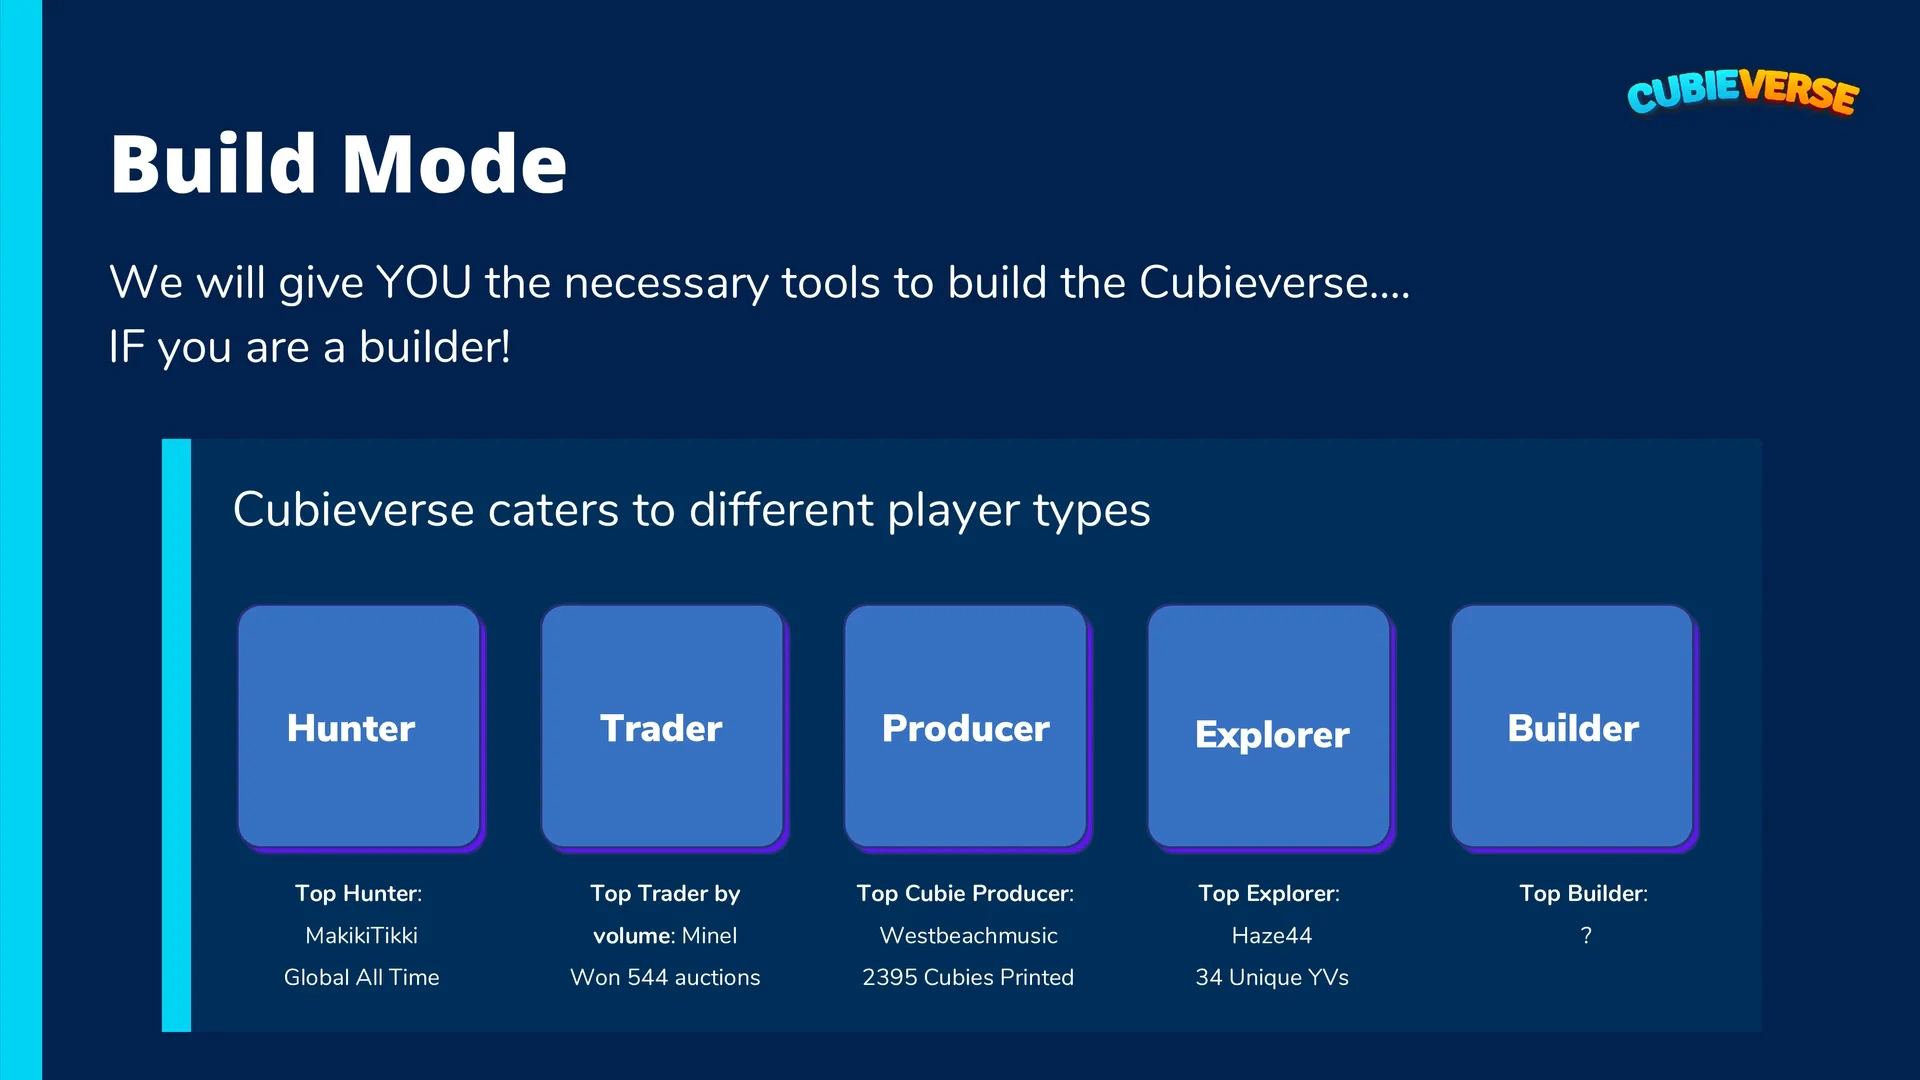 CUBIEVERSE
Build Mode
We will give YOU the necessary tools to build the Cubieverse....
IF you are a builder!
Cubieverse caters to different player types
Hunter
Trader
Producer
Explorer
Builder
Top Hunter:
MakikiTikki
Global All Time
Top Trader by
volume: Minel
Won 544 auctions
Top Cubie Producer:
Westbeachmusic
2395 Cubies Printed
Top Explorer:
Haze44
34 Unique YVs
Top Builder:
?